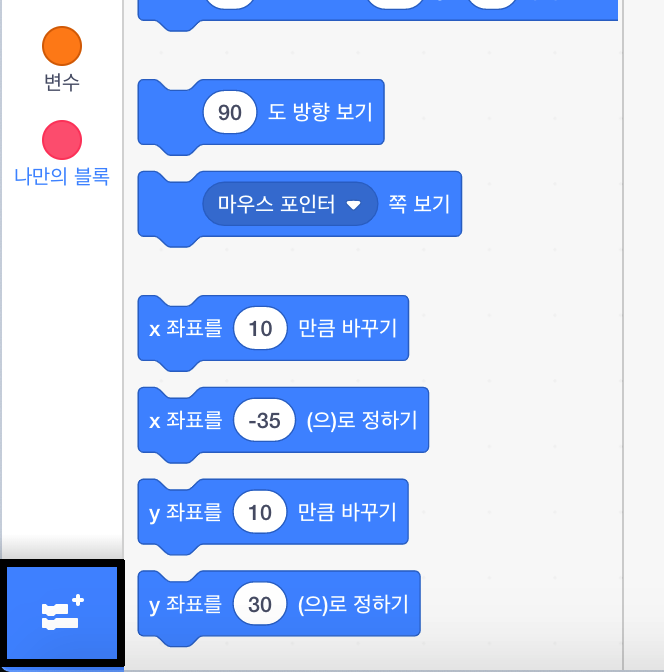 변수
나만의 블록
90 도 방향 보기
마우스 포인터 쪽 보기
x 좌표를 10 만큼 바꾸기
x 좌표를 -35 (으)로 정하기
y 좌표를 10 만큼 바꾸기
y 좌표를 30 (으)로 정하기